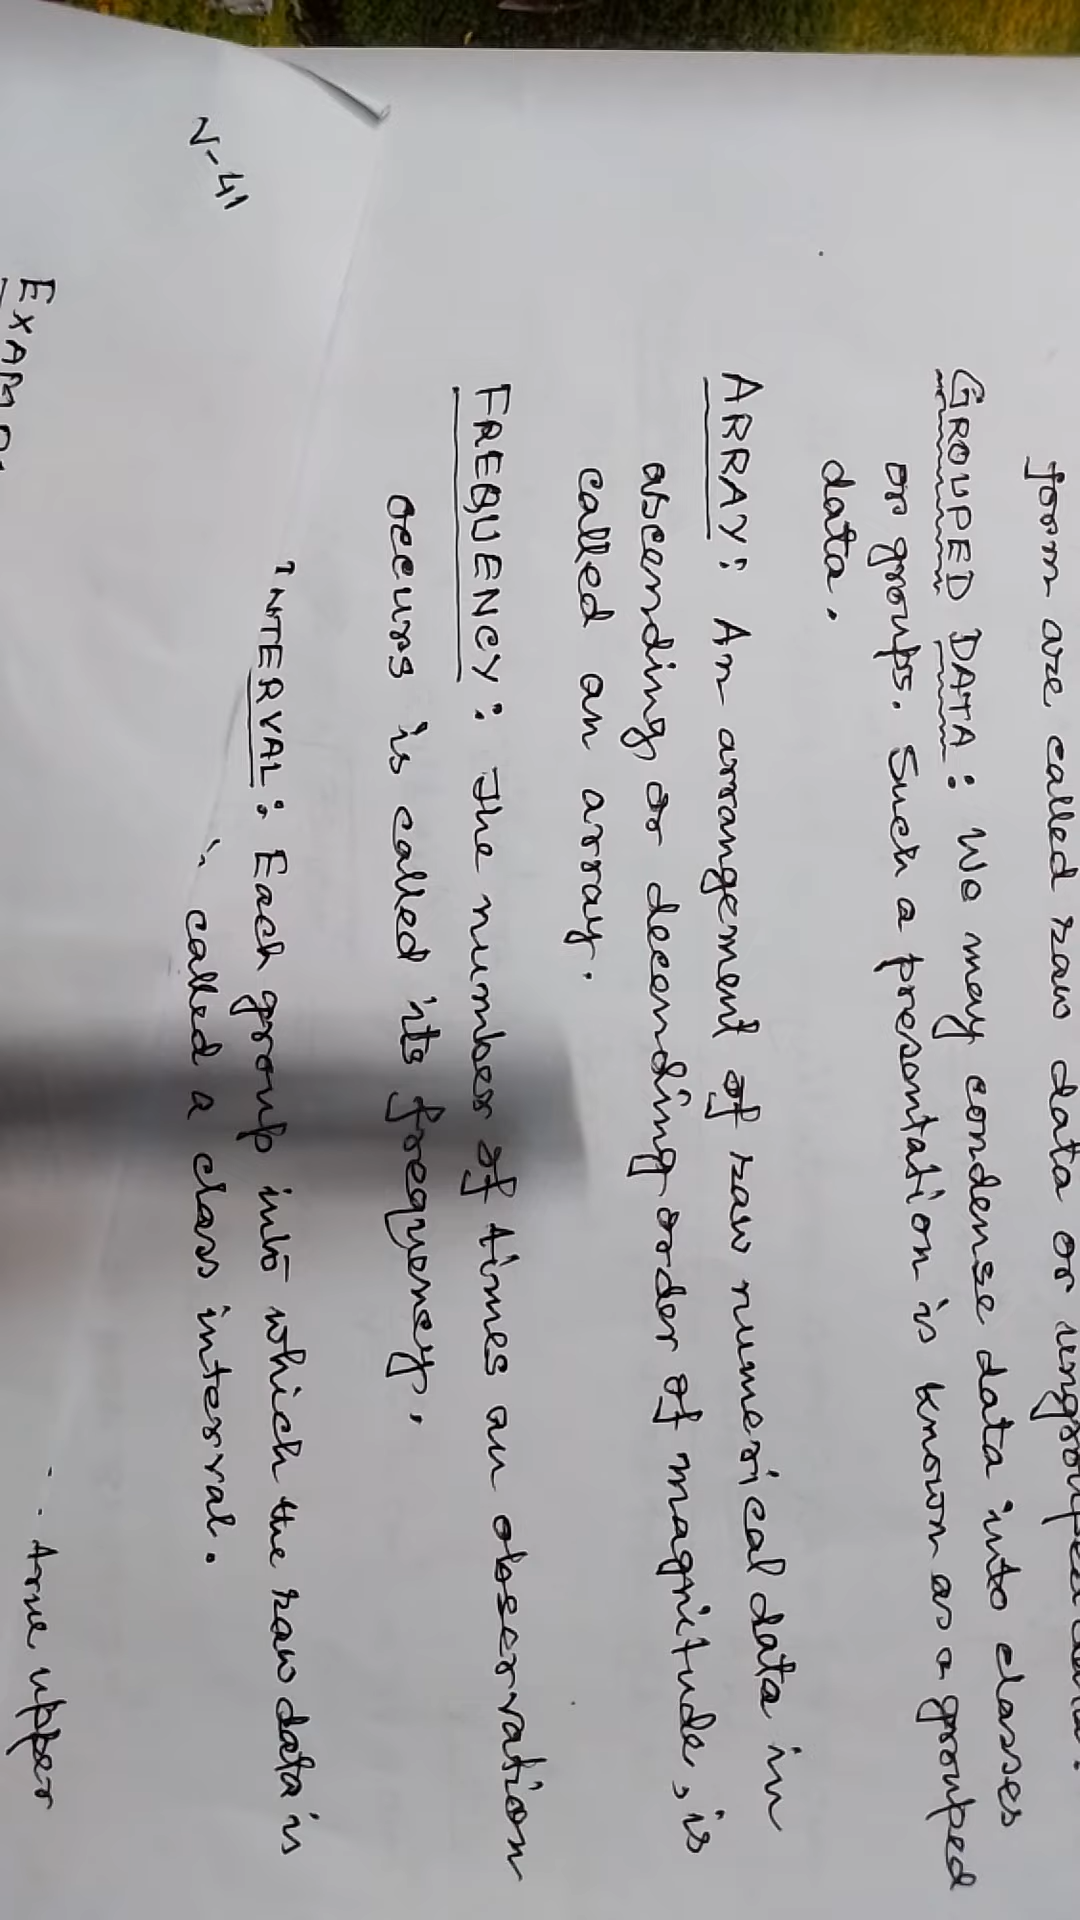 form are called raw data or ungrouped data.
GROUPED DATA: We may condense data into classes
or groups. Such a presentation is known as a grouped
data.
ARRAY: An arrangement of raw numerical data in
ascending, or decending order of magnitude, is
called an array.
FREQUENCY: The number of times an observation
occurs is called its frequency.
INTERVAL: Each group into which the raw data is
called a class interval.
upper
N-41